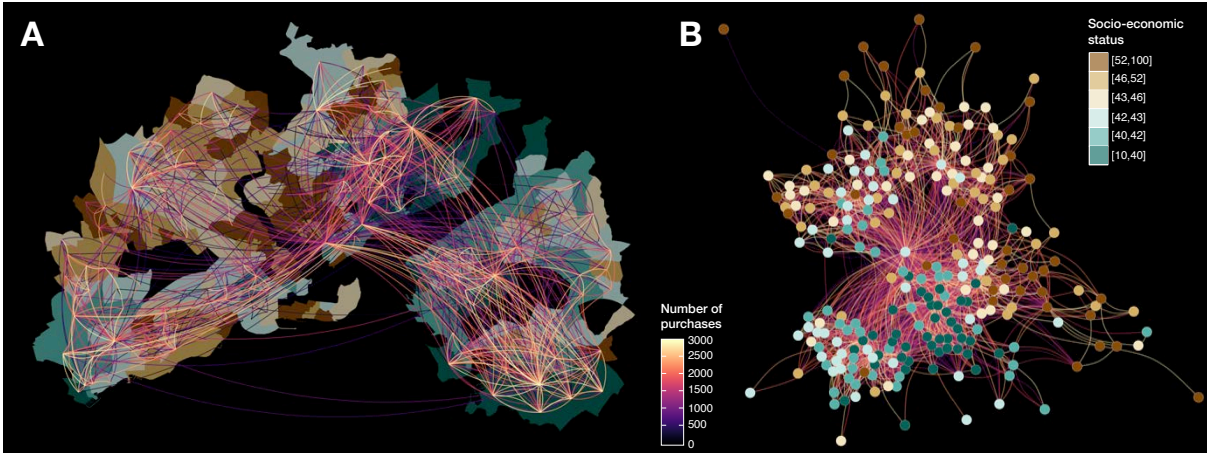 A
B
Socio-economic
status
[52,100]
[46,52]
[43,46]
[42,43]
[40,42]
[10,40]
Number of
purchases
3000
2500
2000
1500
1000
500
0